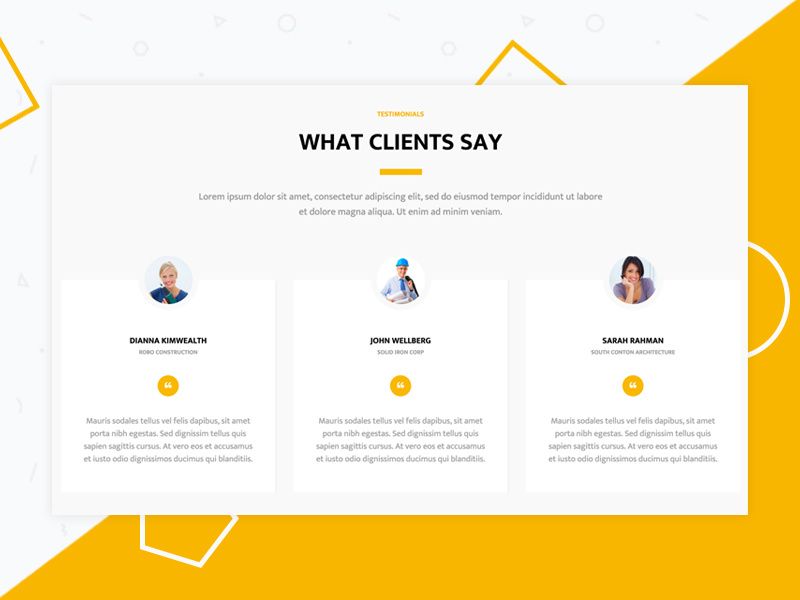 TESTIMONIALS
WHAT CLIENTS SAY
Lorem ipsum dolor sit amet, consectetur adipiscing elit, sed do eiusmod tempor incididunt ut labore
et dolore magna aliqua. Ut enim ad minim veniam.
DIANNA KIMWEALTH
ROBO CONSTRUCTION
“
Mauris sodales tellus vel felis dapibus, sit amet
porta nibh egestas. Sed dignissim tellus quis
sapien sagittis cursus. At vero eos et accusamus
et iusto odio dignissimos ducimus qui blanditiis.
JOHN WELLBERG
SOLID IRON CORP
“
Mauris sodales tellus vel felis dapibus, sit amet
porta nibh egestas. Sed dignissim tellus quis
sapien sagittis cursus. At vero eos et accusamus
et iusto odio dignissimos ducimus qui blanditiis.
SARAH RAHMAN
SOUTH CONTON ARCHITECTURE
“
Mauris sodales tellus vel felis dapibus, sit amet
porta nibh egestas. Sed dignissim tellus quis
sapien sagittis cursus. At vero eos et accusamus
et iusto odio dignissimos ducimus qui blanditiis.